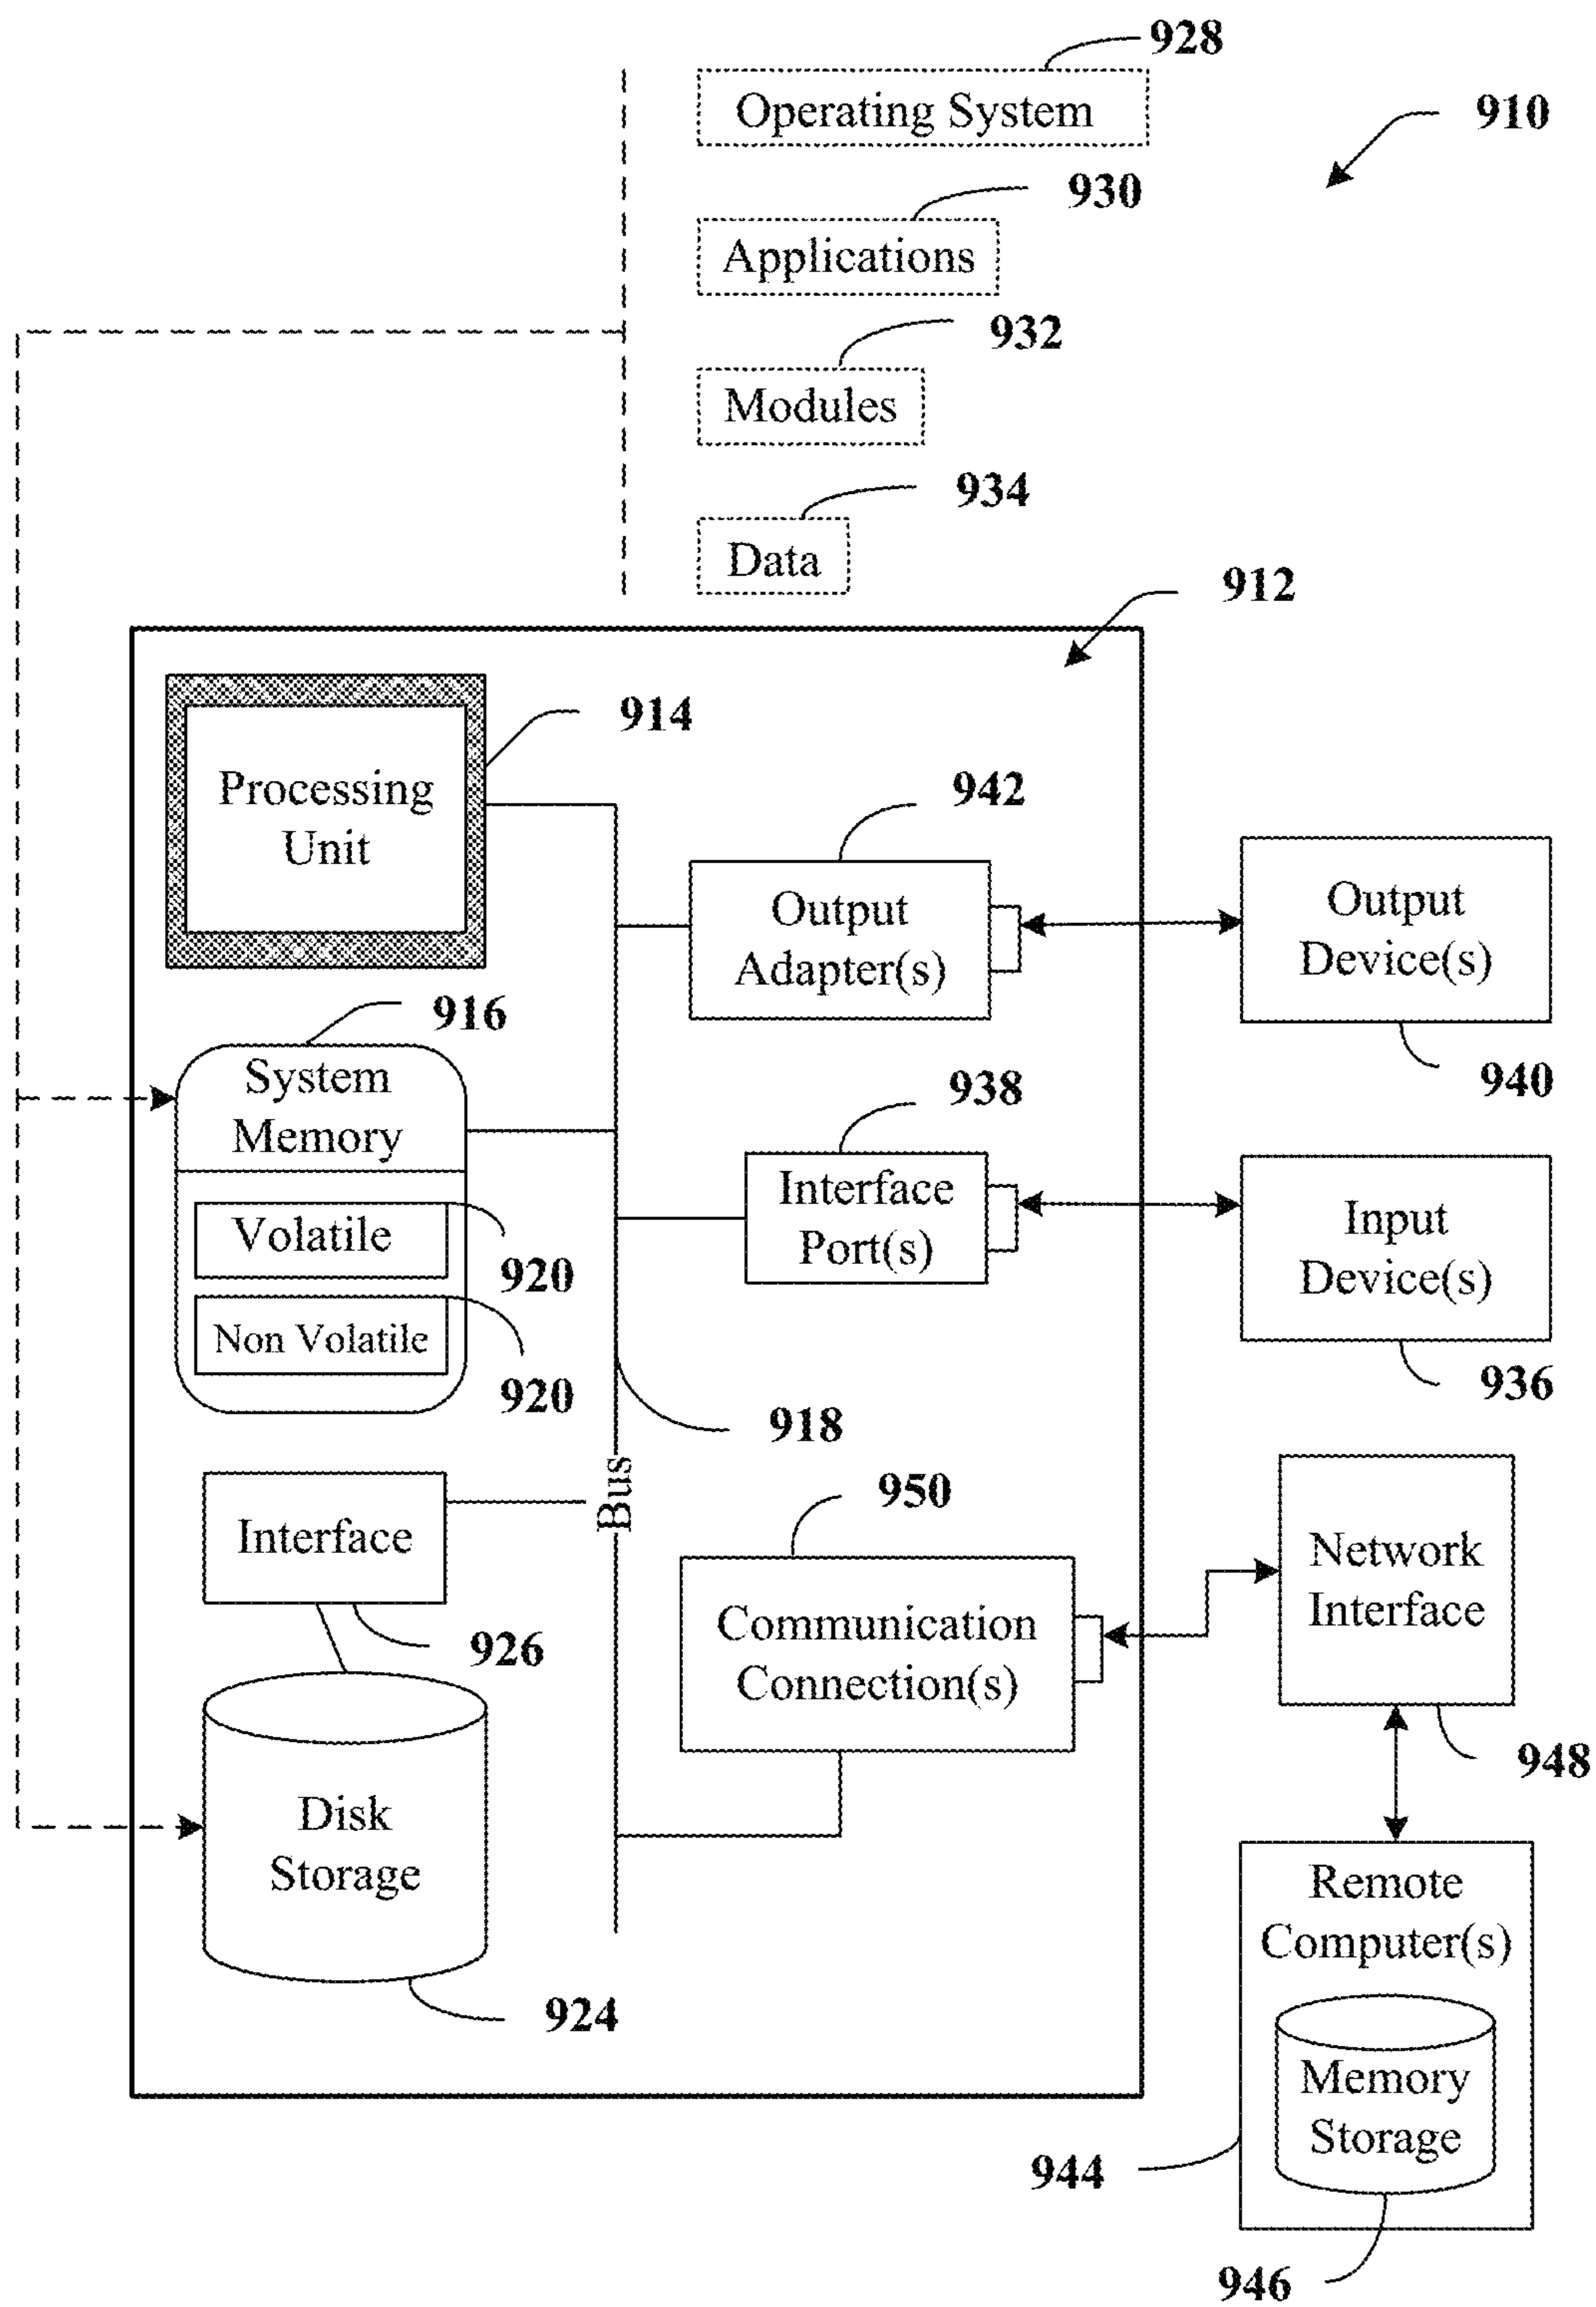 928
Operating System
910
930
Applications
932
Modules
934
Data
912
914
Processing
Unit
942
Output
Adapter(s)
Output
Device(s)
940
916
System
Memory
938
Interface
Port(s)
Input
Device(s)
936
Volatile
920
Non Volatile
920
918
Bus
950
Interface
926
Communication
Connection(s)
Network
Interface
948
Disk
Storage
924
Remote
Computer(s)
Memory
Storage
944
946